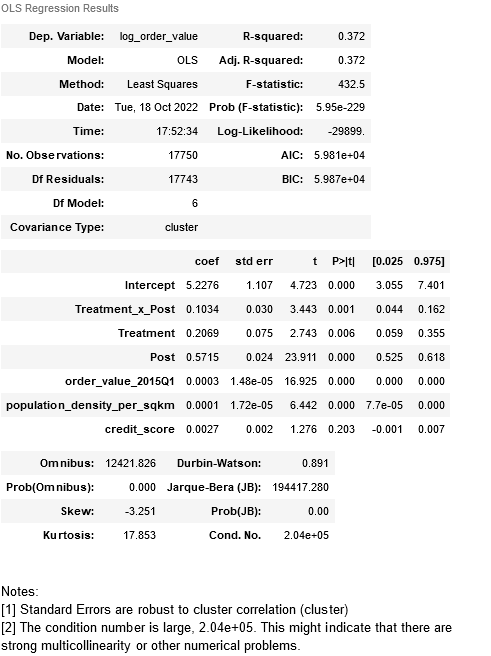 OLS Regression Results
Dep. Variable: log_order_value R-squared: 0.372
Model: OLS Adj. R-squared: 0.372
Method: Least Squares F-statistic: 432.5
Date: Tue, 18 Oct 2022 Prob (F-statistic): 5.95e-229
Time: 17:52:34 Log-Likelihood: -29899.
No. Observations: 17750 AIC: 5.981e+04
Df Residuals: 17743 BIC: 5.987e+04
Df Model: 6
Covariance Type: cluster
coef std err t P>|t| [0.025 0.975]
Intercept 5.2276 1.107 4.723 0.000 3.055 7.401
Treatment_x_Post 0.1034 0.030 3.443 0.001 0.044 0.162
Treatment 0.2069 0.075 2.743 0.006 0.059 0.355
Post 0.5715 0.024 23.911 0.000 0.525 0.618
order_value_2015Q1 0.0003 1.48e-05 16.925 0.000 0.000 0.000
population_density_per_sqkm 0.0001 1.72e-05 6.442 0.000 7.7e-05 0.000
credit_score 0.0027 0.002 1.276 0.203 -0.001 0.007
Omnibus: 12421.826 Durbin-Watson: 0.891
Prob(Omnibus): 0.000 Jarque-Bera (JB): 194417.280
Skew: -3.251 Prob(JB): 0.00
Kurtosis: 17.853 Cond. No. 2.04e+05
Notes:
[1] Standard Errors are robust to cluster correlation (cluster)
[2] The condition number is large, 2.04e+05. This might indicate that there are
strong multicollinearity or other numerical problems.